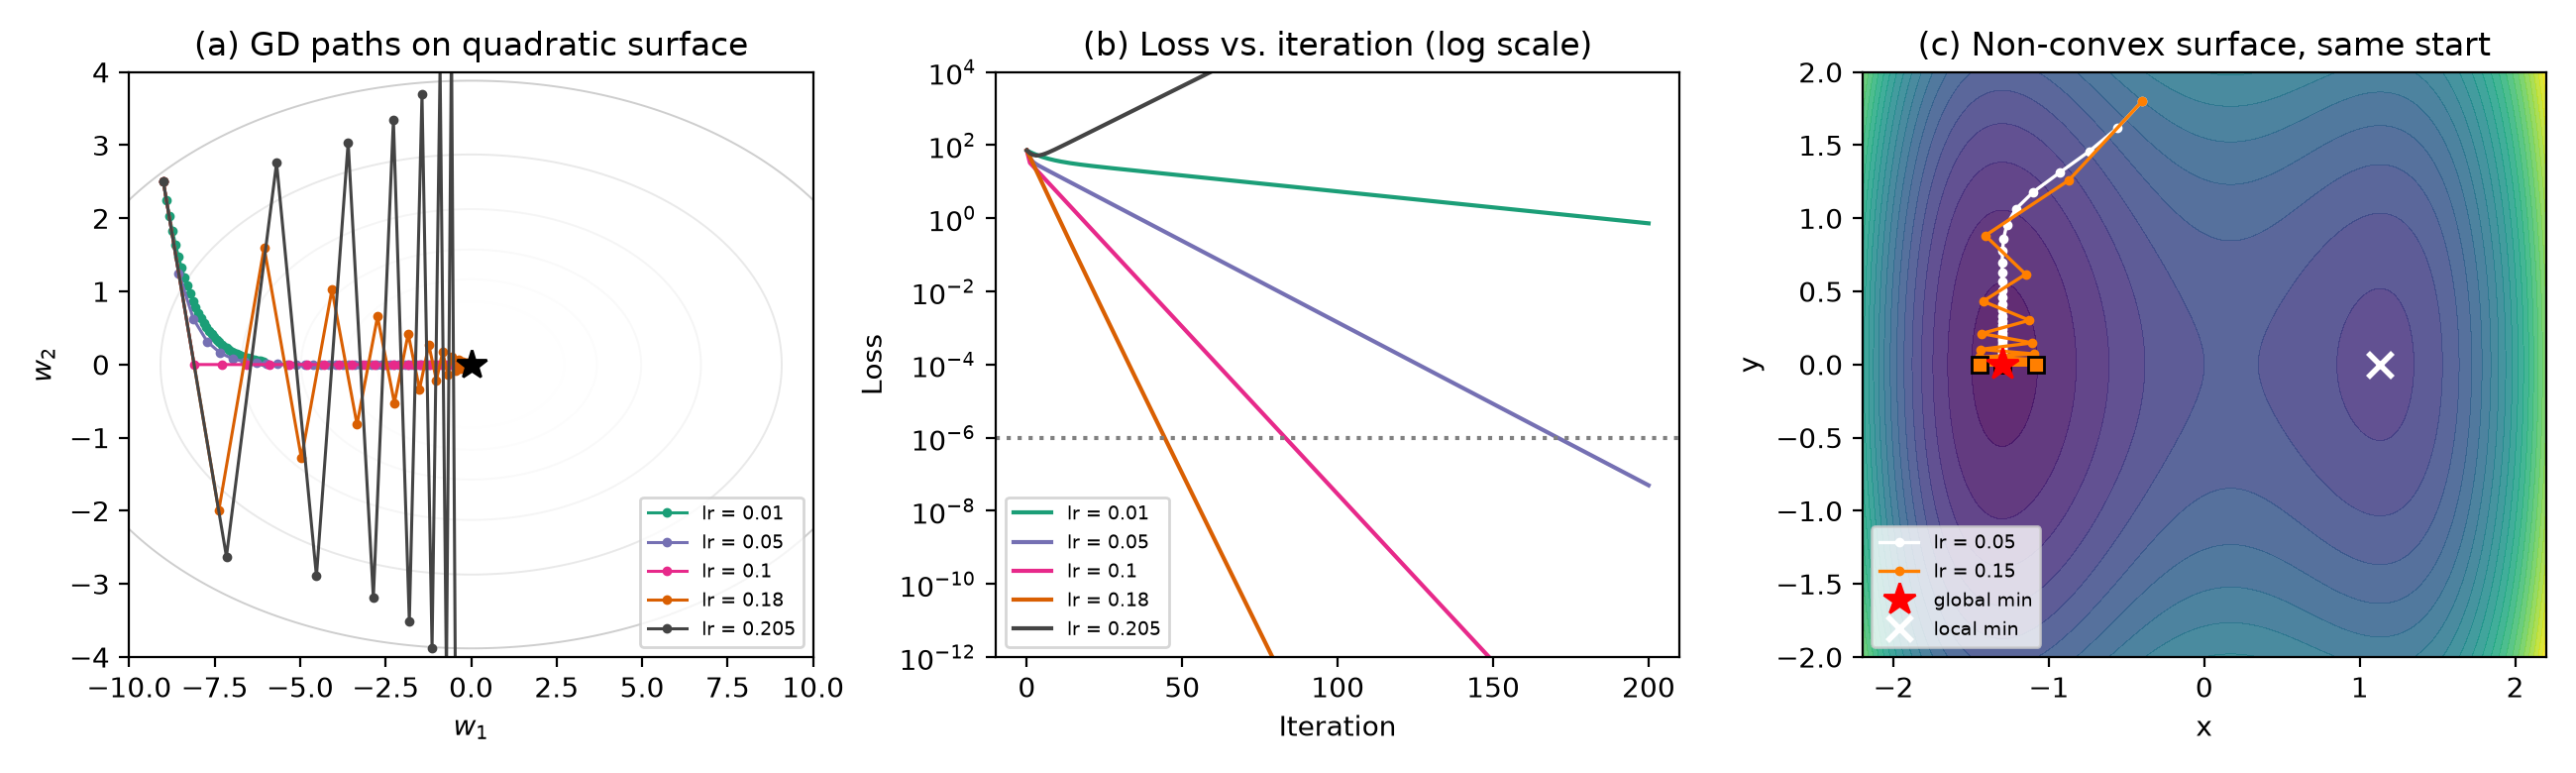 (a) GD paths on quadratic surface
4
3
2
1
0
−1
−2
−3
−4
w₂
−10.0 −7.5 −5.0 −2.5 0.0 2.5 5.0 7.5 10.0
w₁
lr = 0.01
lr = 0.05
lr = 0.1
lr = 0.18
lr = 0.205
(b) Loss vs. iteration (log scale)
10⁴
10²
10⁰
10⁻²
10⁻⁴
10⁻⁶
10⁻⁸
10⁻¹⁰
10⁻¹²
Loss
0 50 100 150 200
Iteration
lr = 0.01
lr = 0.05
lr = 0.1
lr = 0.18
lr = 0.205
(c) Non-convex surface, same start
2.0
1.5
1.0
0.5
0.0
−0.5
−1.0
−1.5
−2.0
y
−2 −1 0 1 2
x
lr = 0.05
lr = 0.15
global min
local min